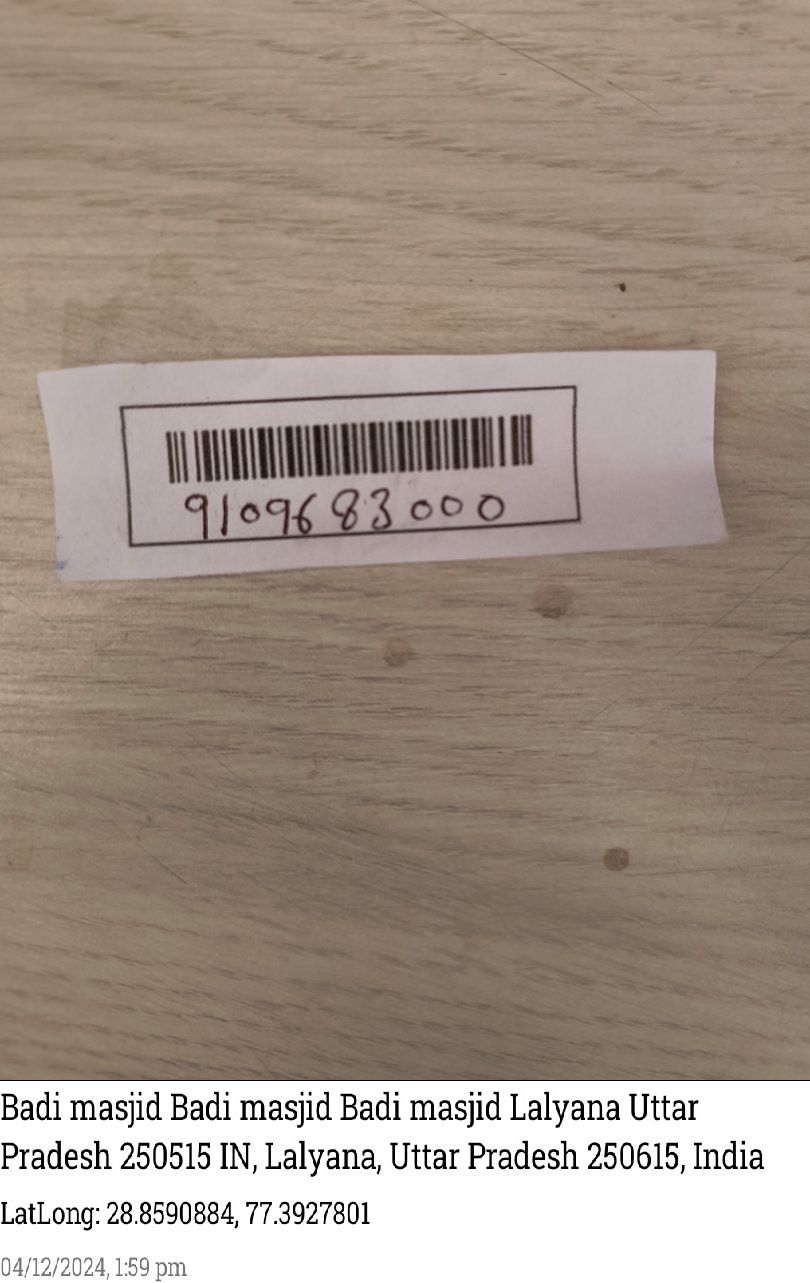 9109683000
Badi masjid Badi masjid Badi masjid Lalyana Uttar
Pradesh 250515 IN, Lalyana, Uttar Pradesh 250615, India
LatLong: 28.8590884, 77.3927801
04/12/2024, 1:59 pm